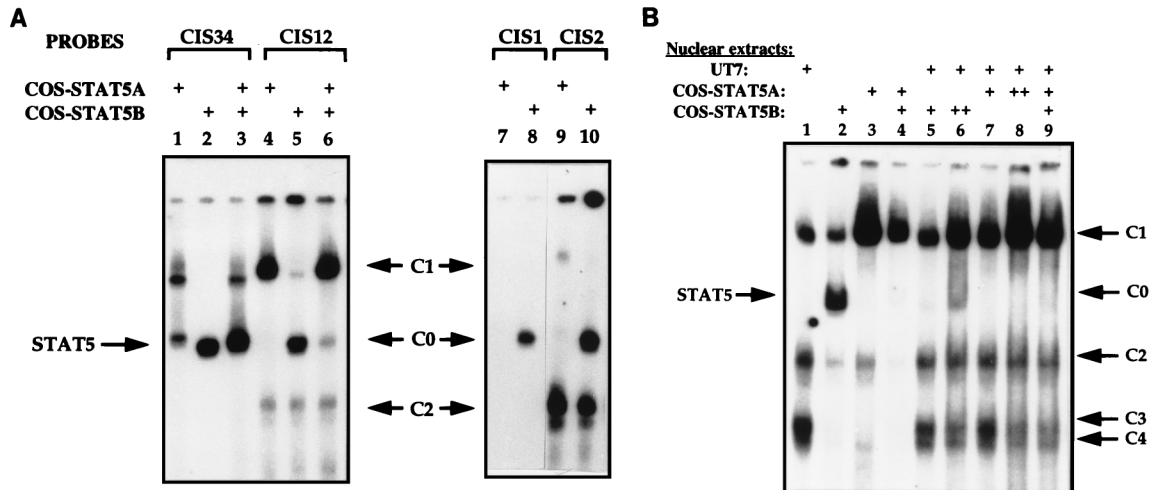 A
PROBES
CIS34 CIS12 CIS1 CIS2
COS-STAT5A + + + + + +
COS-STAT5B + + + + + +
1 2 3 4 5 6 7 8 9 10
C1
STAT5 C0
C2
B
Nuclear extracts:
UT7: + + + + + +
COS-STAT5A: + + + ++ +
COS-STAT5B: + + + ++ +
1 2 3 4 5 6 7 8 9
C1
STAT5 C0
C2
C3
C4